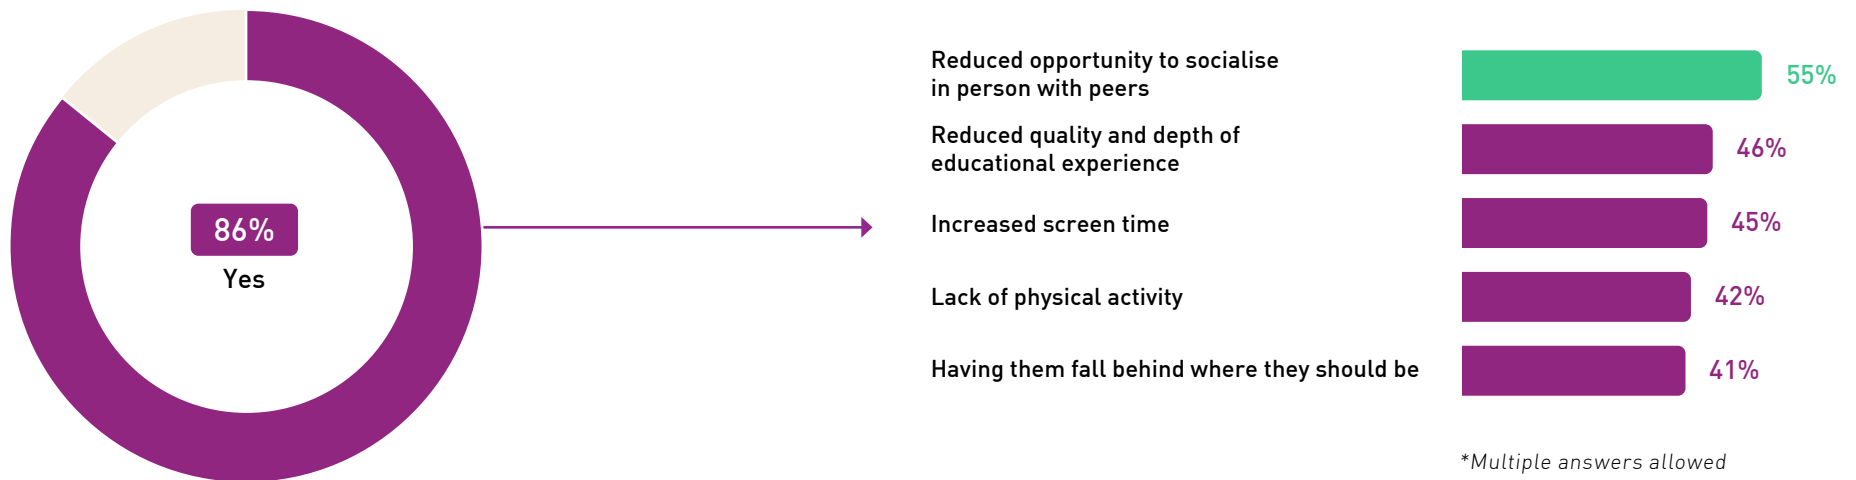 86%
Yes
Reduced opportunity to socialise
in person with peers
55%
Reduced quality and depth of
educational experience
46%
Increased screen time
45%
Lack of physical activity
42%
Having them fall behind where they should be
41%
*Multiple answers allowed